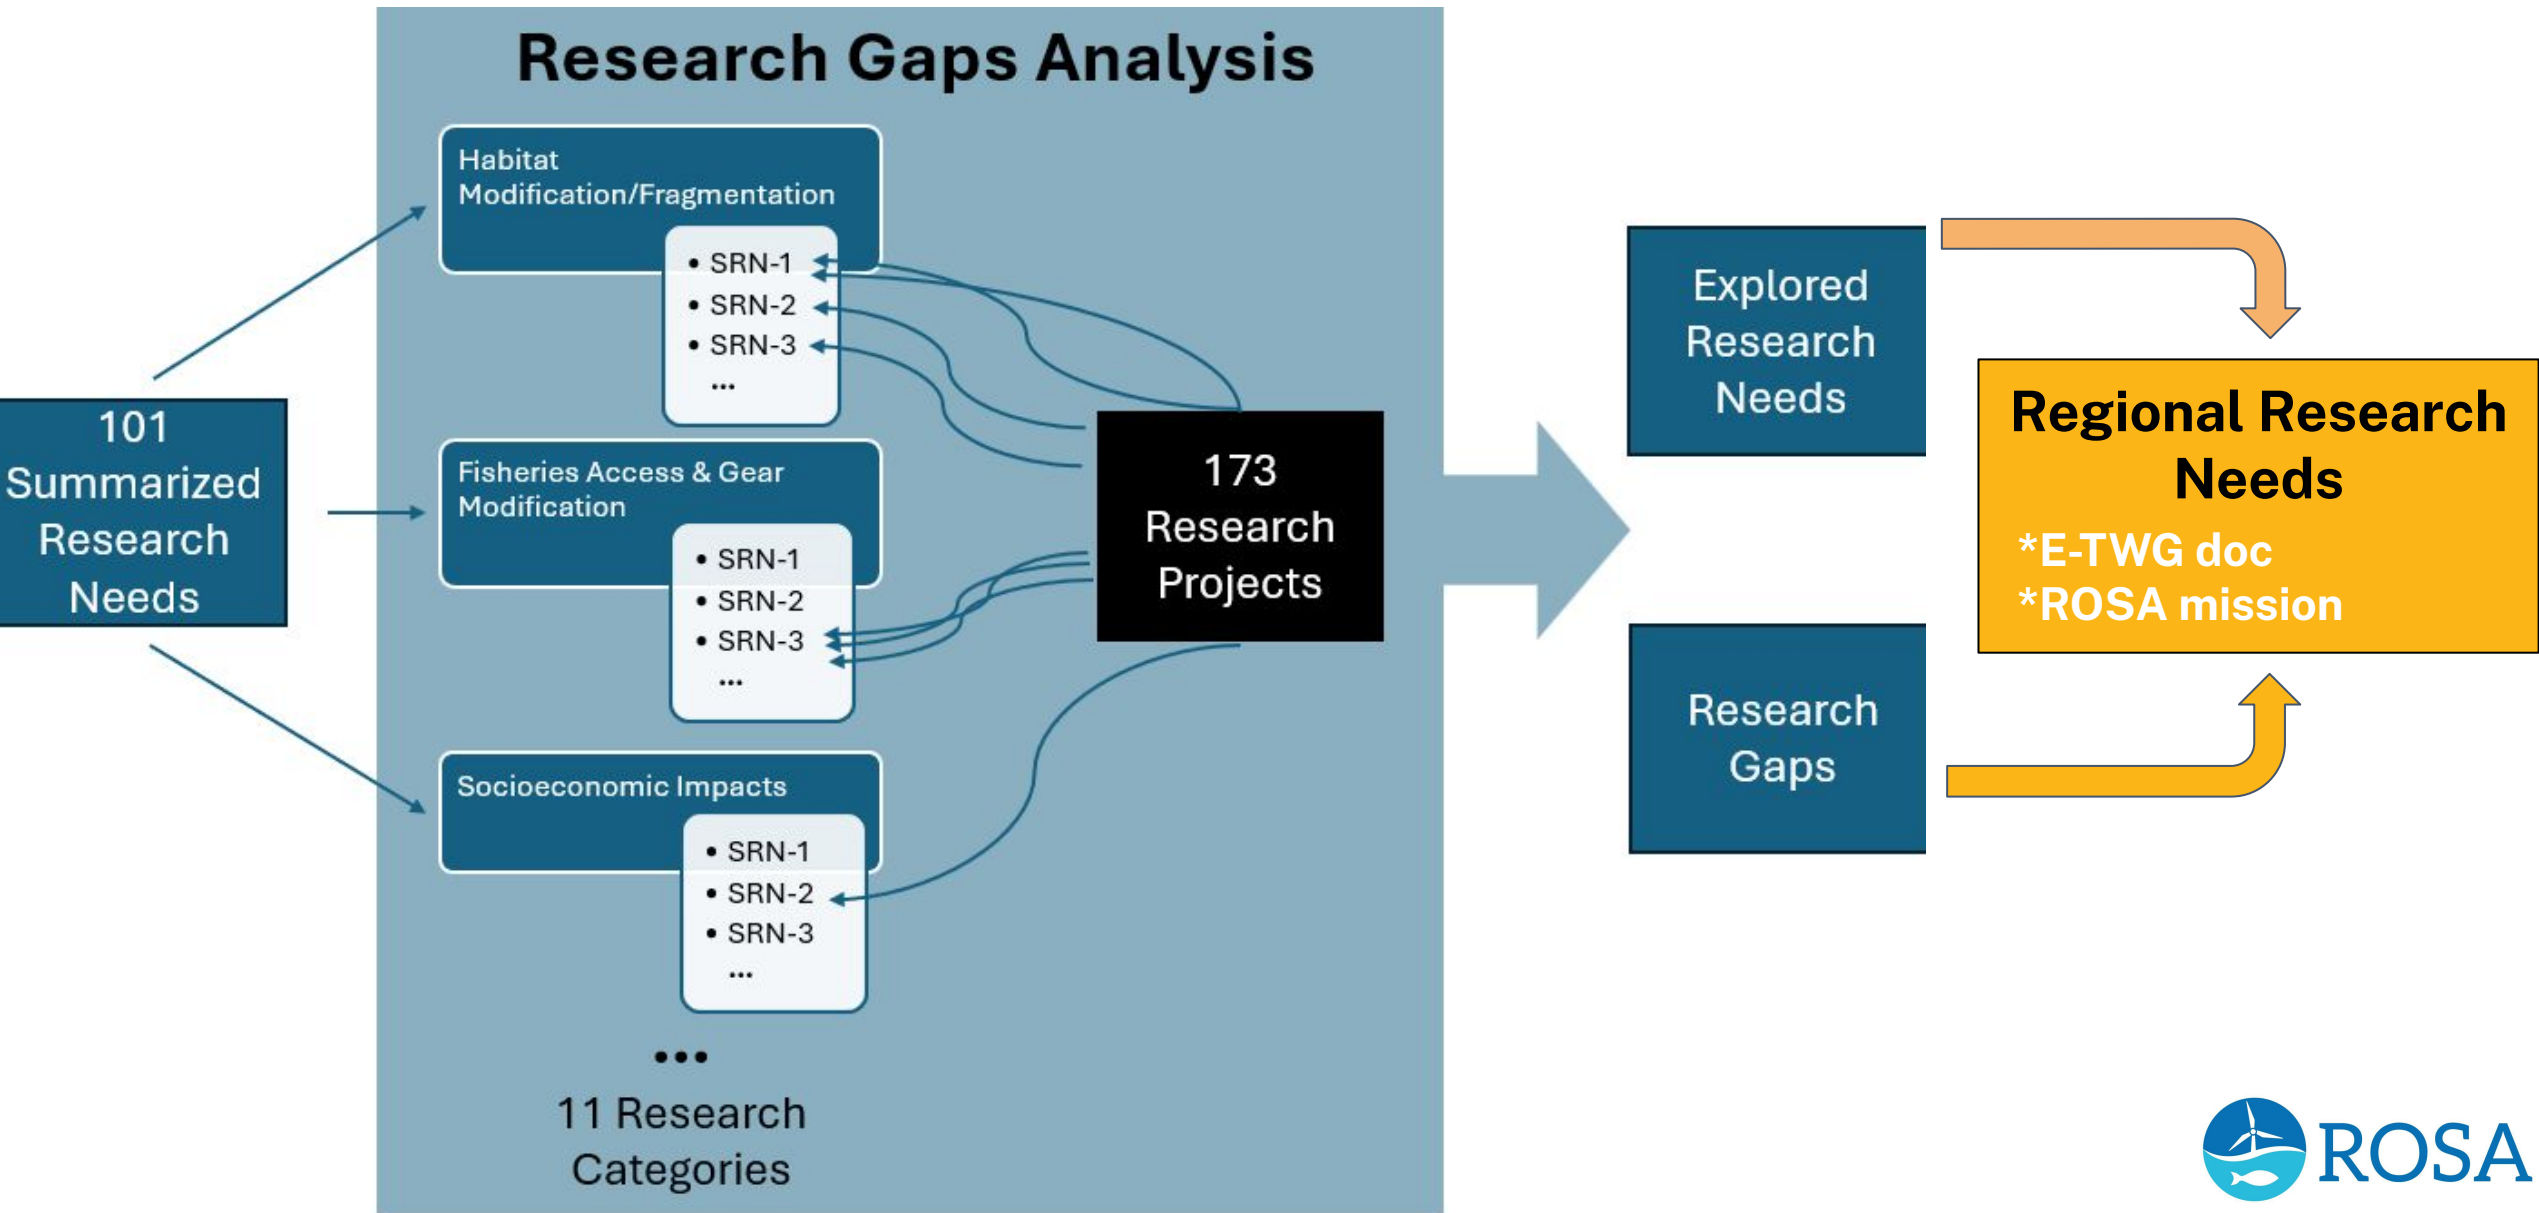 Research Gaps Analysis
101
Summarized
Research
Needs
Habitat
Modification/Fragmentation
• SRN-1
• SRN-2
• SRN-3
...
Fisheries Access & Gear
Modification
• SRN-1
• SRN-2
• SRN-3
...
Socioeconomic Impacts
• SRN-1
• SRN-2
• SRN-3
...
...
11 Research
Categories
173
Research
Projects
Explored
Research
Needs
Research
Gaps
Regional Research
Needs
*E-TWG doc
*ROSA mission
ROSA